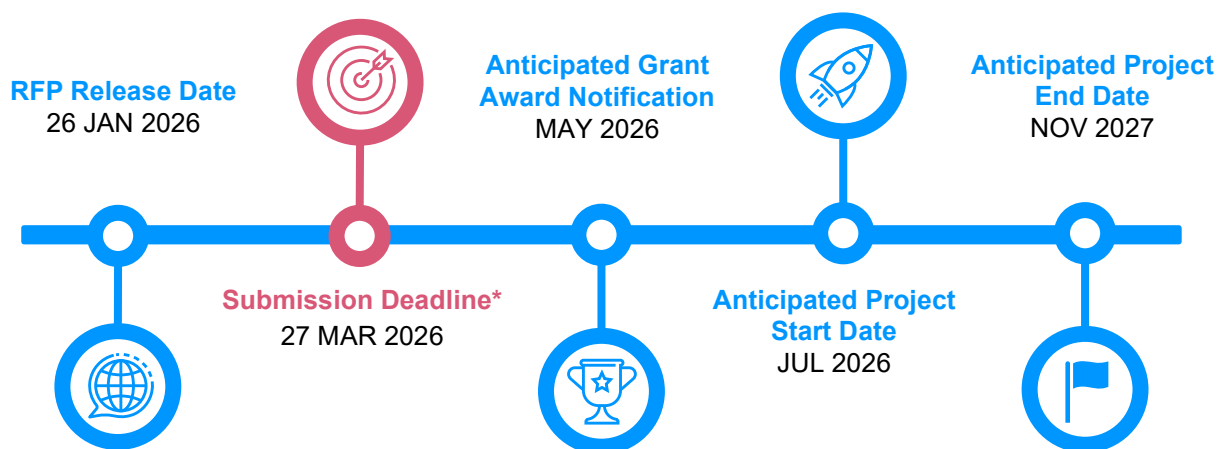 RFP Release Date
26 JAN 2026
Submission Deadline*
27 MAR 2026
Anticipated Grant
Award Notification
MAY 2026
Anticipated Project
Start Date
JUL 2026
Anticipated Project
End Date
NOV 2027